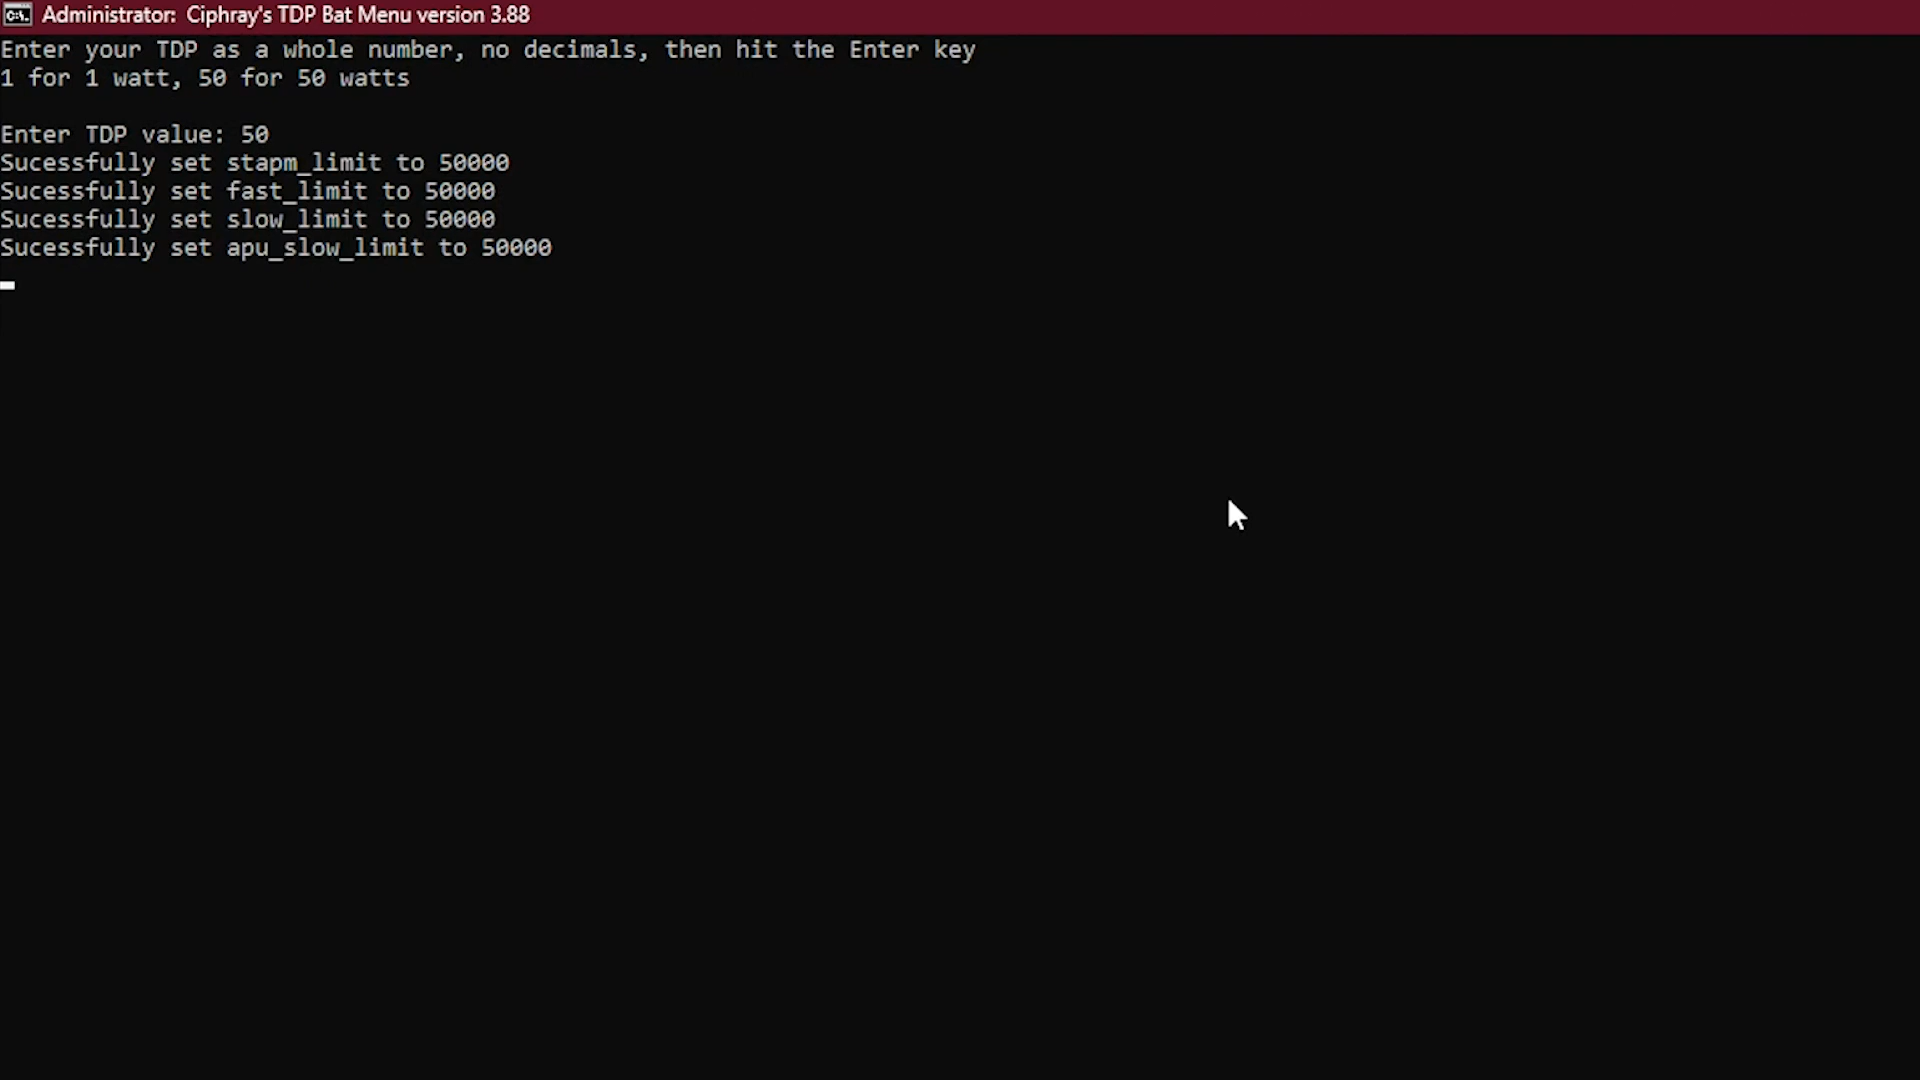 Administrator: Ciphray's TDP Bat Menu version 3.88
Enter your TDP as a whole number, no decimals, then hit the Enter key
1 for 1 watt, 50 for 50 watts
Enter TDP value: 50
Sucessfully set stapm_limit to 50000
Sucessfully set fast_limit to 50000
Sucessfully set slow_limit to 50000
Sucessfully set apu_slow_limit to 50000